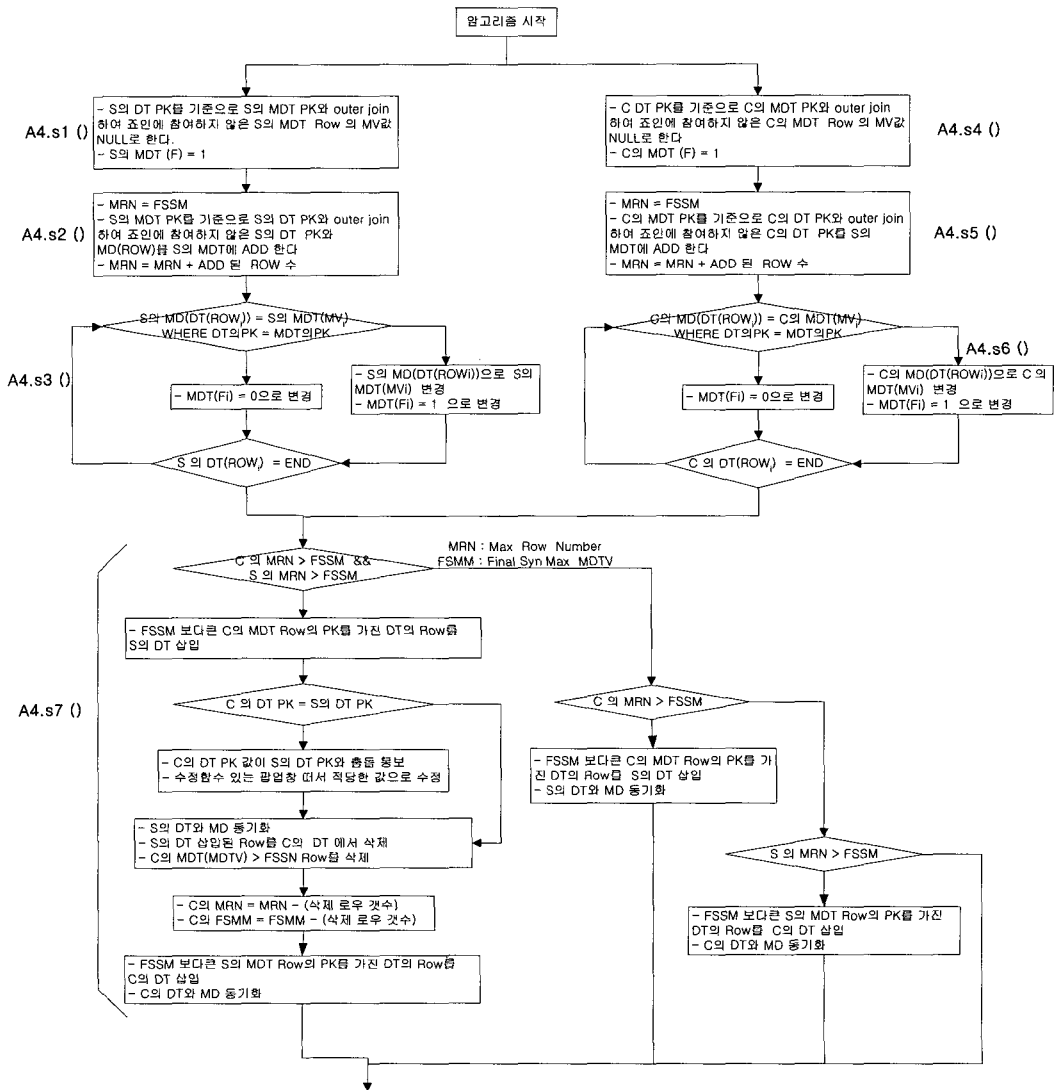 알고리즘 시작
A4.s1 ()
- S의 DT PK를 기준으로 S의 MDT PK와 outer join
하여 죠인에 참여하지 않은 S의 MDT Row 의 MV값
NULL로 한다.
- S의 MDT (F) = 1
A4.s2 ()
- MRN = FSSM
- S의 MDT PK를 기준으로 S의 DT PK와 outer join
하여 죠인에 참여하지 않은 S의 DT PK와
MD(ROW)를 S의 MDT에 ADD 한다
- MRN = MRN + ADD 된 ROW 수
A4.s3 ()
S의 MD(DT(ROWi)) = S의 MDT(MVi)
WHERE DT의PK = MDT의PK
- MDT(Fi) = 0으로 변경
- S의 MD(DT(ROWi))으로 S의
MDT(MVi) 변경
- MDT(Fi) = 1 으로 변경
S 의 DT(ROWi) = END
- C DT PK를 기준으로 C의 MDT PK와 outer join
하여 죠인에 참여하지 않은 C의 MDT Row 의 MV값
NULL로 한다
- C의 MDT (F) = 1
A4.s4 ()
- MRN = FSSM
- C의 MDT PK를 기준으로 C의 DT PK와 outer join
하여 죠인에 참여하지 않은 C의 DT PK를 S의
MDT에 ADD 한다
- MRN = MRN + ADD 된 ROW 수
A4.s5 ()
C의 MD(DT(ROWi)) = C의 MDT(MVi)
WHERE DT의PK = MDT의PK
A4.s6 ()
- MDT(Fi) = 0으로 변경
- C의 MD(DT(ROWi))으로 C 의
MDT(MVi) 변경
- MDT(Fi) = 1 으로 변경
C 의 DT(ROWi) = END
MRN : Max Row Number
FSMM : Final Syn Max MDTV
A4.s7 ()
C 의 MRN > FSSM &&
S 의 MRN > FSSM
- FSSM 보다큰 C의 MDT Row의 PK를 가진 DT의 Row를
S의 DT 삽입
C 의 DT PK = S의 DT PK
- C의 DT PK 값이 S의 DT PK와 충돌 통보
- 수정할수 있는 팝업창 떠서 적당한 값으로 수정
- S의 DT와 MD 동기화
- S의 DT 삽입된 Row를 C의 DT 에서 삭제
- C의 MDT(MDTV) > FSSN Row를 삭제
- C의 MRN = MRN - (삭제 로우 갯수)
- C의 FSMM = FSMM - (삭제 로우 갯수)
- FSSM 보다큰 S의 MDT Row의 PK를 가진 DT의 Row를
C의 DT 삽입
- C의 DT와 MD 동기화
C 의 MRN > FSSM
- FSSM 보다큰 C의 MDT Row의 PK를 가
진 DT의 Row를 S의 DT 삽입
- S의 DT와 MD 동기화
S 의 MRN > FSSM
- FSSM 보다큰 S의 MDT Row의 PK를 가진
DT의 Row를 C의 DT 삽입
- C의 DT와 MD 동기화